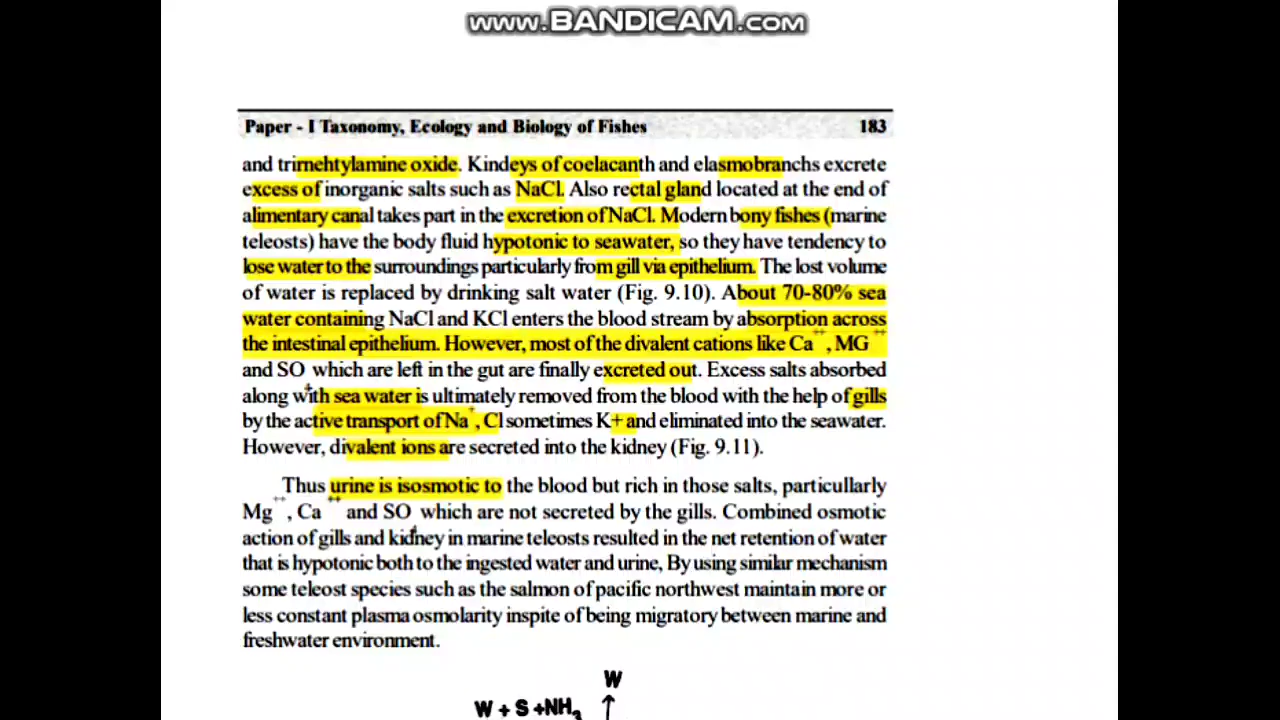 www.BANDICAM.com
Paper - I Taxonomy, Ecology and Biology of Fishes 183
and trimehtylamine oxide. Kindeys of coelacanth and elasmobranchs excrete
excess of inorganic salts such as NaCl. Also rectal gland located at the end of
alimentary canal takes part in the excretion of NaCl. Modern bony fishes (marine
teleosts) have the body fluid hypotonic to seawater, so they have tendency to
lose water to the surroundings particularly from gill via epithelium. The lost volume
of water is replaced by drinking salt water (Fig. 9.10). About 70-80% sea
water containing NaCl and KCl enters the blood stream by absorption across
the intestinal epithelium. However, most of the divalent cations like Ca++, MG++
and SO4 which are left in the gut are finally excreted out. Excess salts absorbed
along with sea water is ultimately removed from the blood with the help of gills
by the active transport of Na+, Cl sometimes K+ and eliminated into the seawater.
However, divalent ions are secreted into the kidney (Fig. 9.11).
Thus urine is isosmotic to the blood but rich in those salts, particullarly
Mg++, Ca++ and SO4 which are not secreted by the gills. Combined osmotic
action of gills and kidney in marine teleosts resulted in the net retention of water
that is hypotonic both to the ingested water and urine, By using similar mechanism
some teleost species such as the salmon of pacific northwest maintain more or
less constant plasma osmolarity inspite of being migratory between marine and
freshwater environment.
W
W + S +NH3